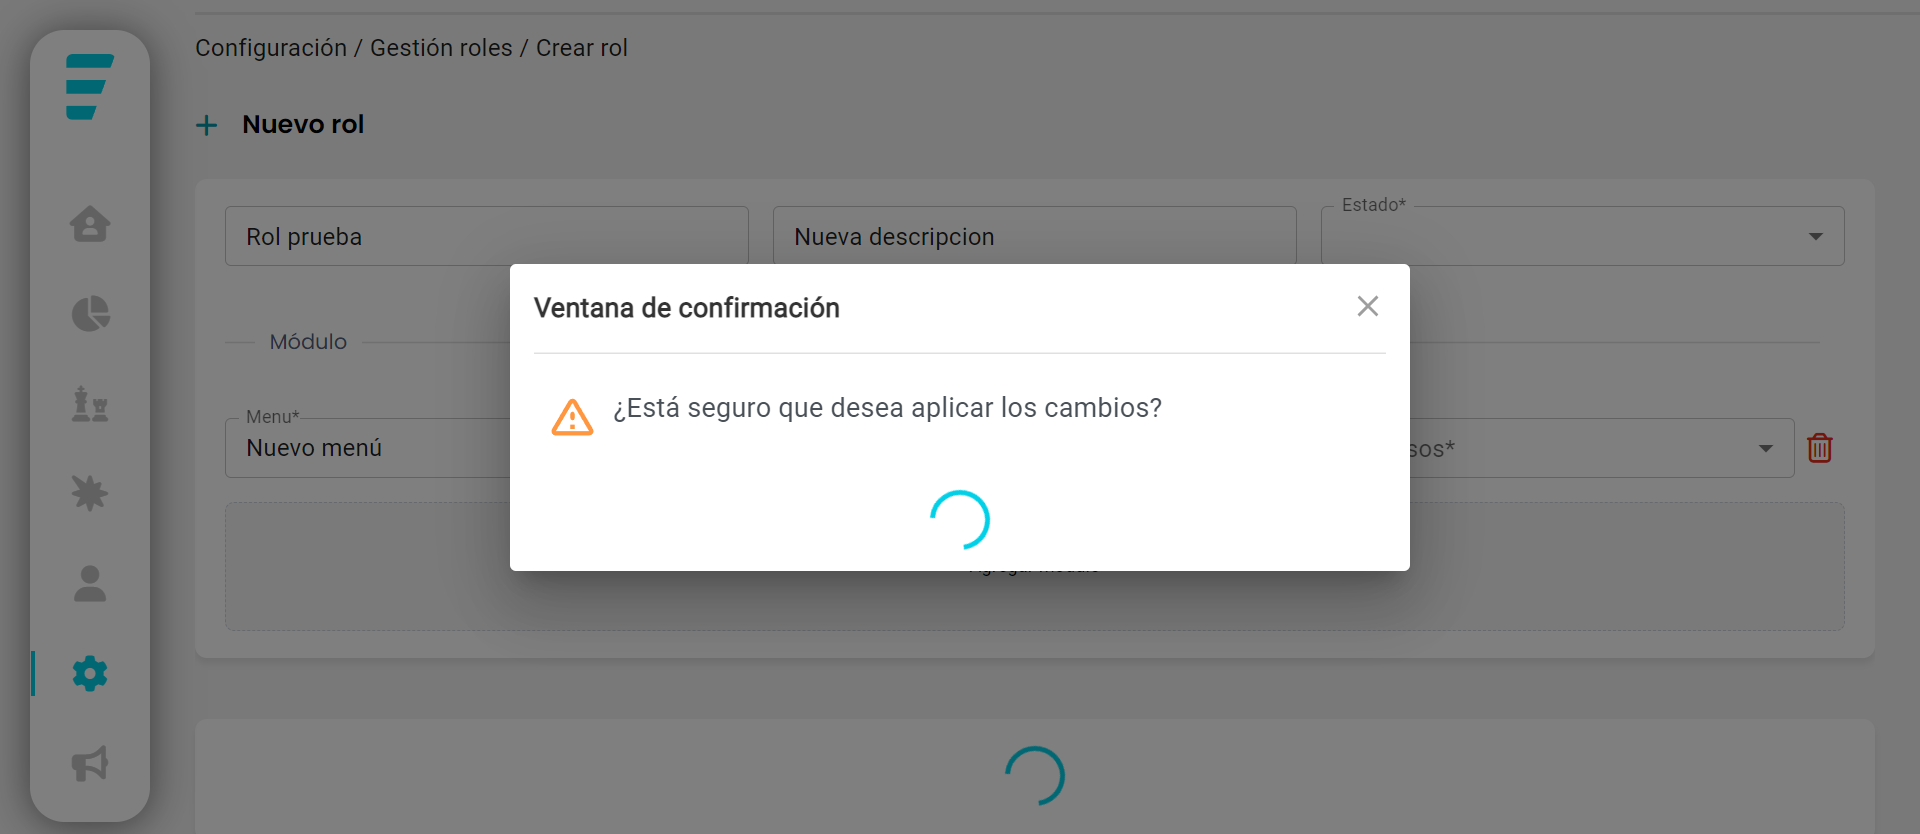 Configuración / Gestión roles / Crear rol
Nuevo rol
Estado*
Rol prueba
Nueva descripcion
Ventana de confirmación
Módulo
¿Está seguro que desea aplicar los cambios?
Menu*
Nuevo menú
sos*